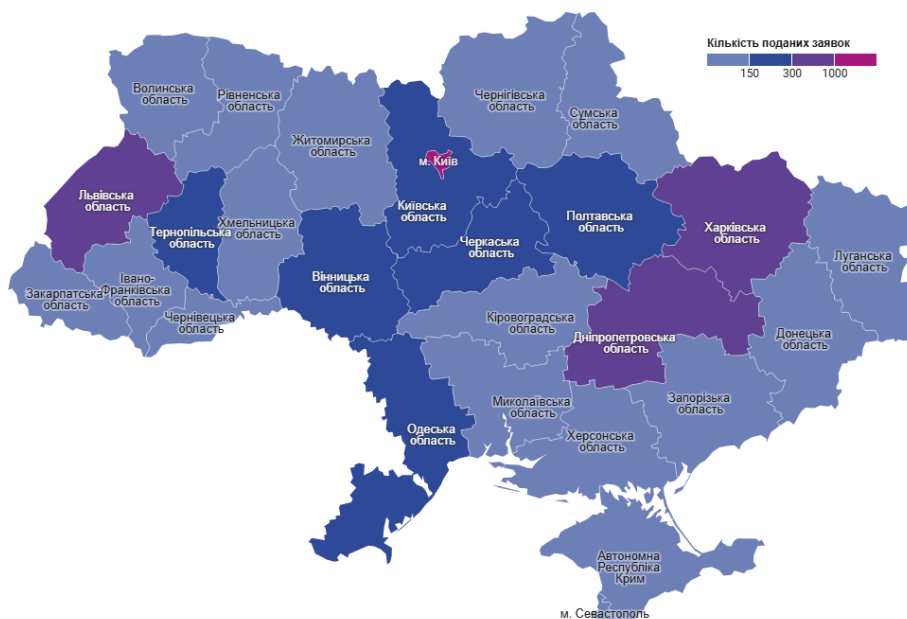 Кількість поданих заявок
150 300 1000
Волинська
область
Рівненська
область
Житомирська
область
Чернігівська
область
Сумська
область
м. Київ
Львівська
область
Київська
область
Тернопільська
область
Хмельницька
область
Черкаська
область
Полтавська
область
Харківська
область
Луганська
область
Вінницька
область
Закарпатська
область
Івано-
Франківська
область
Чернівецька
область
Кіровоградська
область
Дніпропетровська
область
Донецька
область
Одеська
область
Миколаївська
область
Запорізька
область
Херсонська
область
Автономна
Республіка
Крим
м. Севастополь